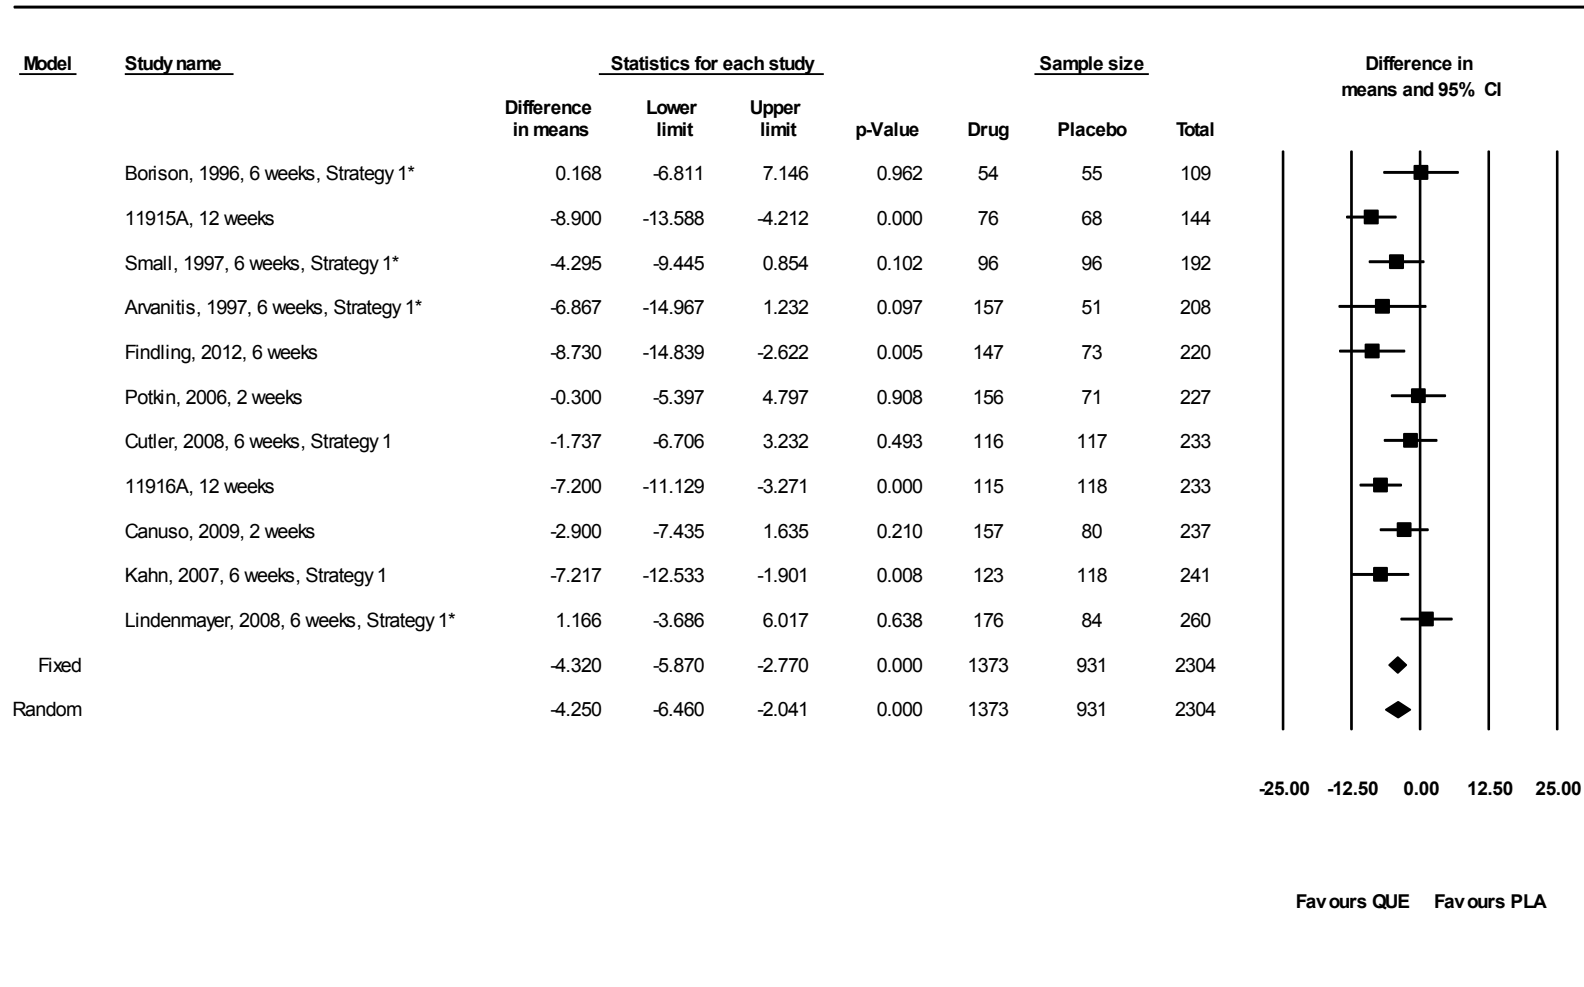 Model Study name Statistics for each study Sample size Difference in means and 95% CI
Difference in means Lower limit Upper limit p-Value Drug Placebo Total
Borison, 1996, 6 weeks, Strategy 1* 0.168 -6.811 7.146 0.962 54 55 109
11915A, 12 weeks -8.900 -13.588 -4.212 0.000 76 68 144
Small, 1997, 6 weeks, Strategy 1* -4.295 -9.445 0.854 0.102 96 96 192
Arvanitis, 1997, 6 weeks, Strategy 1* -6.867 -14.967 1.232 0.097 157 51 208
Findling, 2012, 6 weeks -8.730 -14.839 -2.622 0.005 147 73 220
Potkin, 2006, 2 weeks -0.300 -5.397 4.797 0.908 156 71 227
Cutler, 2008, 6 weeks, Strategy 1 -1.737 -6.706 3.232 0.493 116 117 233
11916A, 12 weeks -7.200 -11.129 -3.271 0.000 115 118 233
Canuso, 2009, 2 weeks -2.900 -7.435 1.635 0.210 157 80 237
Kahn, 2007, 6 weeks, Strategy 1 -7.217 -12.533 -1.901 0.008 123 118 241
Lindenmayer, 2008, 6 weeks, Strategy 1* 1.166 -3.686 6.017 0.638 176 84 260
Fixed -4.320 -5.870 -2.770 0.000 1373 931 2304
Random -4.250 -6.460 -2.041 0.000 1373 931 2304
-25.00 -12.50 0.00 12.50 25.00
Favours QUE Favours PLA